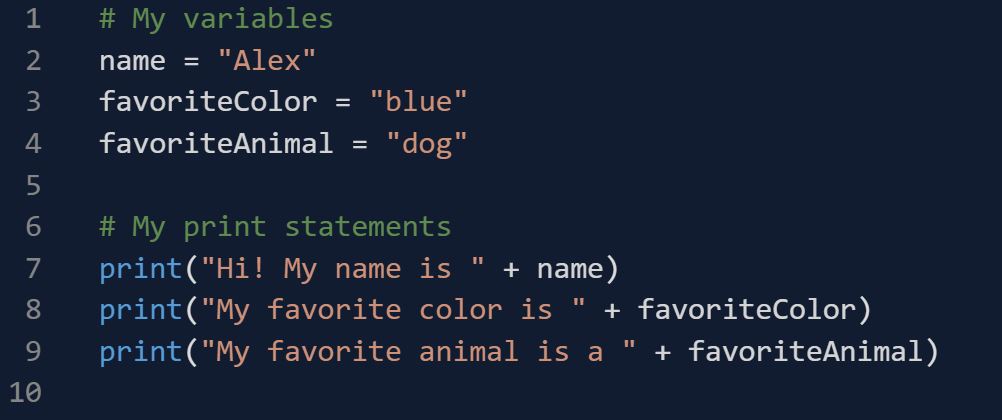 1 # My variables
2 name = "Alex"
3 favoriteColor = "blue"
4 favoriteAnimal = "dog"
5
6 # My print statements
7 print("Hi! My name is " + name)
8 print("My favorite color is " + favoriteColor)
9 print("My favorite animal is a " + favoriteAnimal)
10